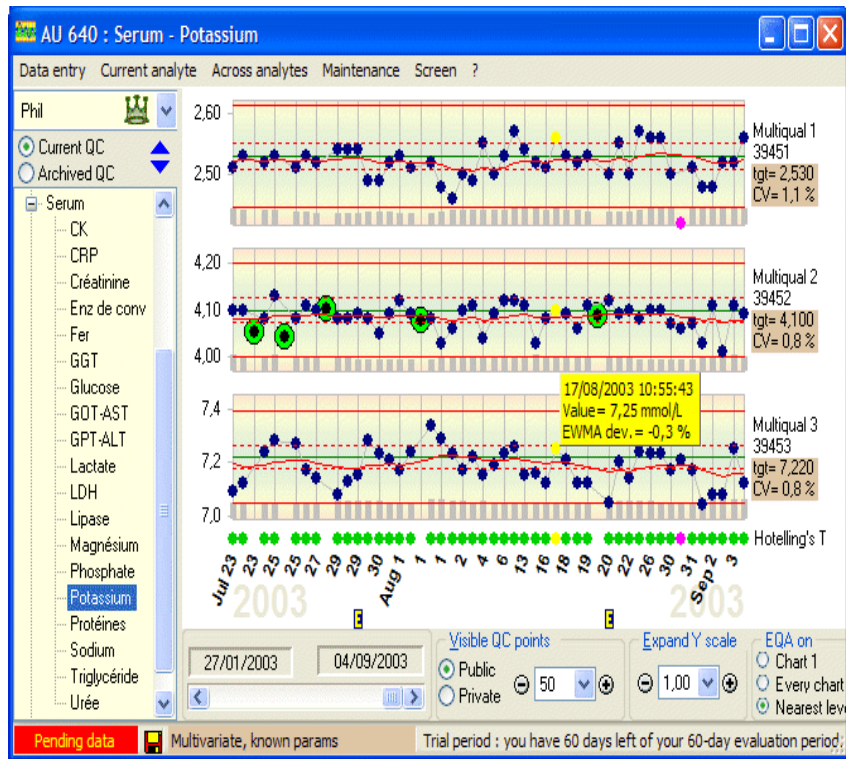 AU 640 : Serum - Potassium
Data entry Current analyte Across analytes Maintenance Screen ?
Phil
Current QC
Archived QC
Serum
CK
CRP
Créatinine
Enz de conv
Fer
GGT
Glucose
GOT-AST
GPT-ALT
Lactate
LDH
Lipase
Magnésium
Phosphate
Potassium
Protéines
Sodium
Triglycéride
Urée
2,60
2,50
Multiqual 1
39451
tgt= 2,530
CV= 1,1 %
4,20
4,10
4,00
Multiqual 2
39452
tgt= 4,100
CV= 0,8 %
17/08/2003 10:55:43
Value= 7,25 mmol/L
EWMA dev. = -0,3 %
7,4
7,2
7,0
Multiqual 3
39453
tgt= 7,220
CV= 0,8 %
Hotelling's T
Jul 23 23 25 25 27 29 29 30 Aug 1 1 1 2 4 6 13 16 18 19 20 22 26 30 31 Sep 2 3
2003 2003
E E
27/01/2003 04/09/2003
Visible QC points
Public
Private
50
Expand Y scale
1,00
EQA on
Chart 1
Every chart
Nearest leve
Pending data Multivariate, known params Trial period : you have 60 days left of your 60-day evaluation period.